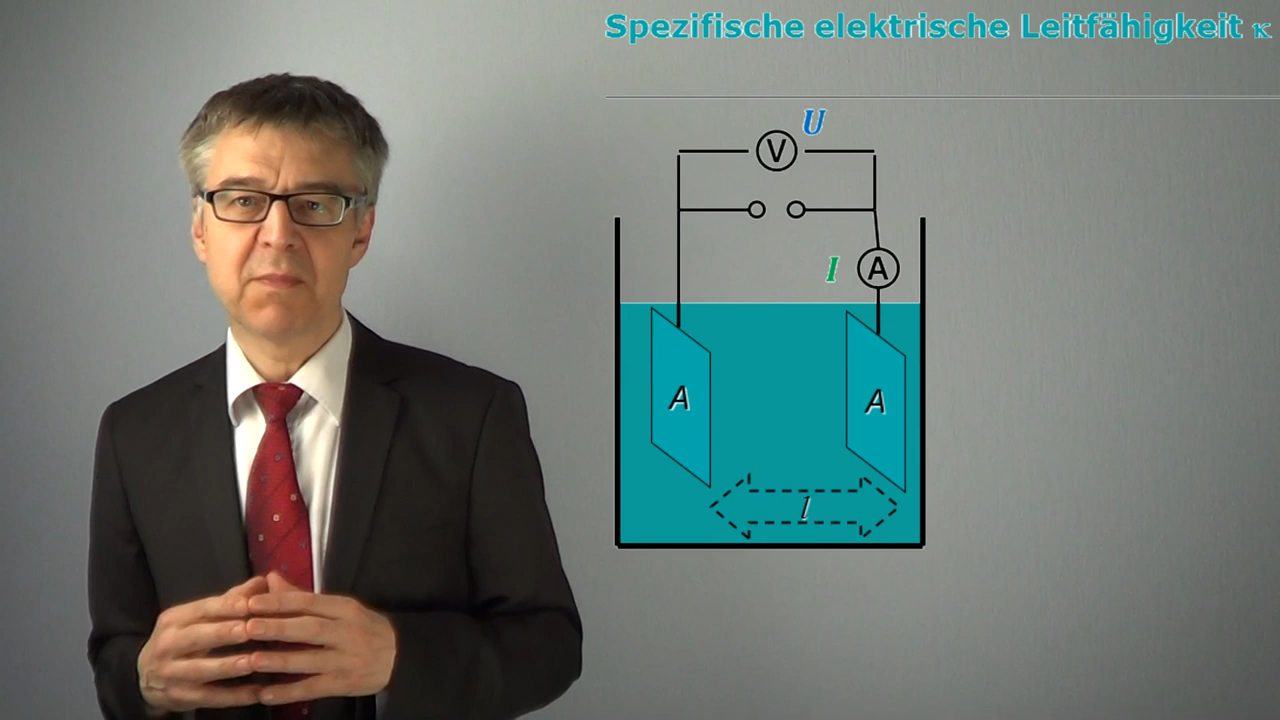 Spezifische elektrische Leitfähigkeit κ
U
V
I
A
A
A
l